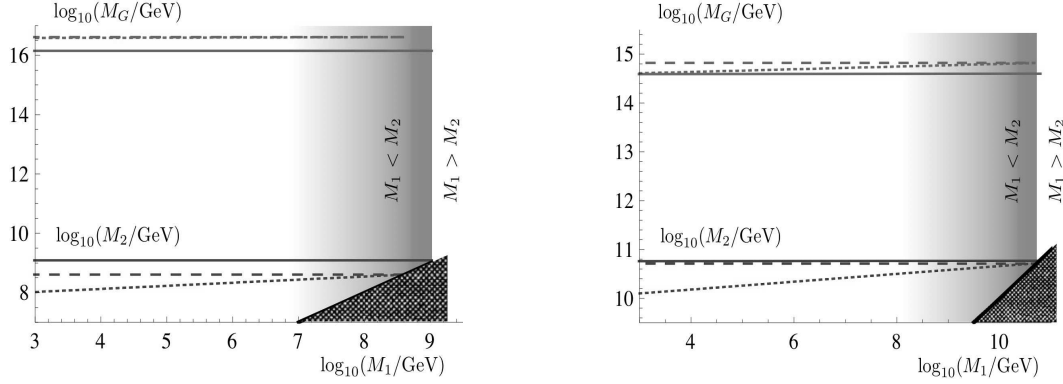 log₁₀(M_G/GeV)
16
14
12
10
8
log₁₀(M₂/GeV)
M₁ < M₂
M₁ > M₂
3 4 5 6 7 8 9
log₁₀(M₁/GeV)
log₁₀(M_G/GeV)
15
14
13
12
11
10
log₁₀(M₂/GeV)
M₁ < M₂
M₁ > M₂
4 6 8 10
log₁₀(M₁/GeV)